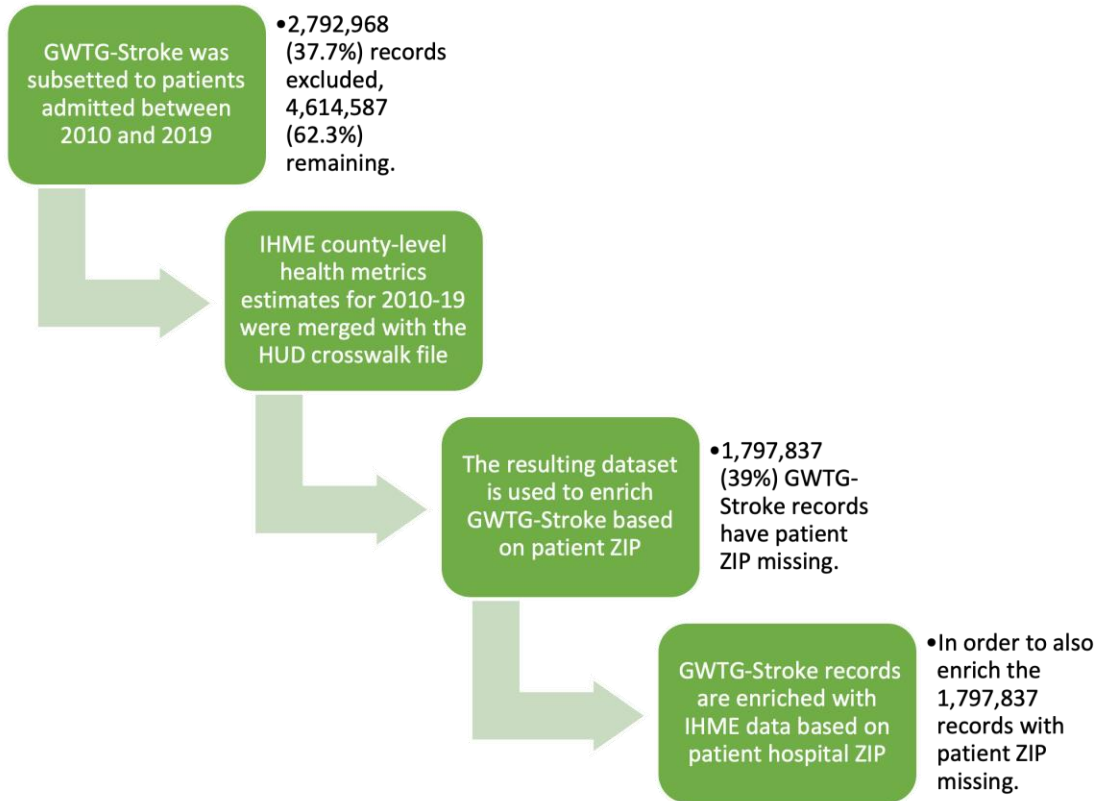 GWTG-Stroke was
subsetted to patients
admitted between
2010 and 2019
•2,792,968
(37.7%) records
excluded,
4,614,587
(62.3%)
remaining.
IHME county-level
health metrics
estimates for 2010-19
were merged with the
HUD crosswalk file
The resulting dataset
is used to enrich
GWTG-Stroke based
on patient ZIP
•1,797,837
(39%) GWTG-
Stroke records
have patient
ZIP missing.
GWTG-Stroke records
are enriched with
IHME data based on
patient hospital ZIP
•In order to also
enrich the
1,797,837
records with
patient ZIP
missing.